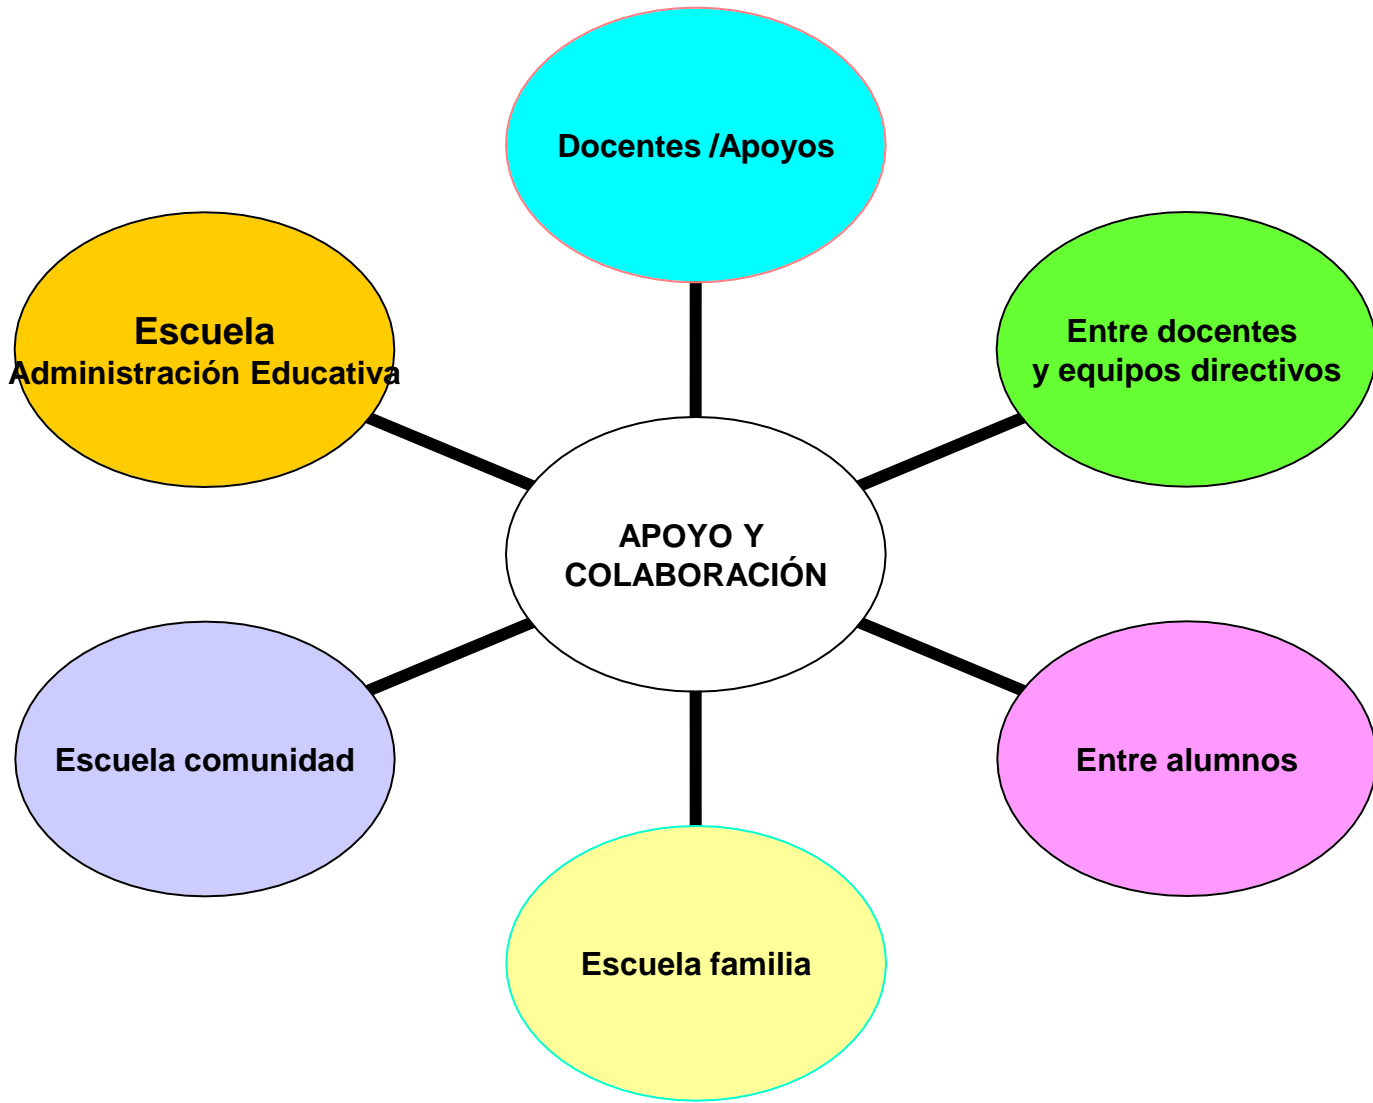 Docentes /Apoyos
Escuela
Administración Educativa
Entre docentes
y equipos directivos
APOYO Y
COLABORACIÓN
Escuela comunidad
Entre alumnos
Escuela familia